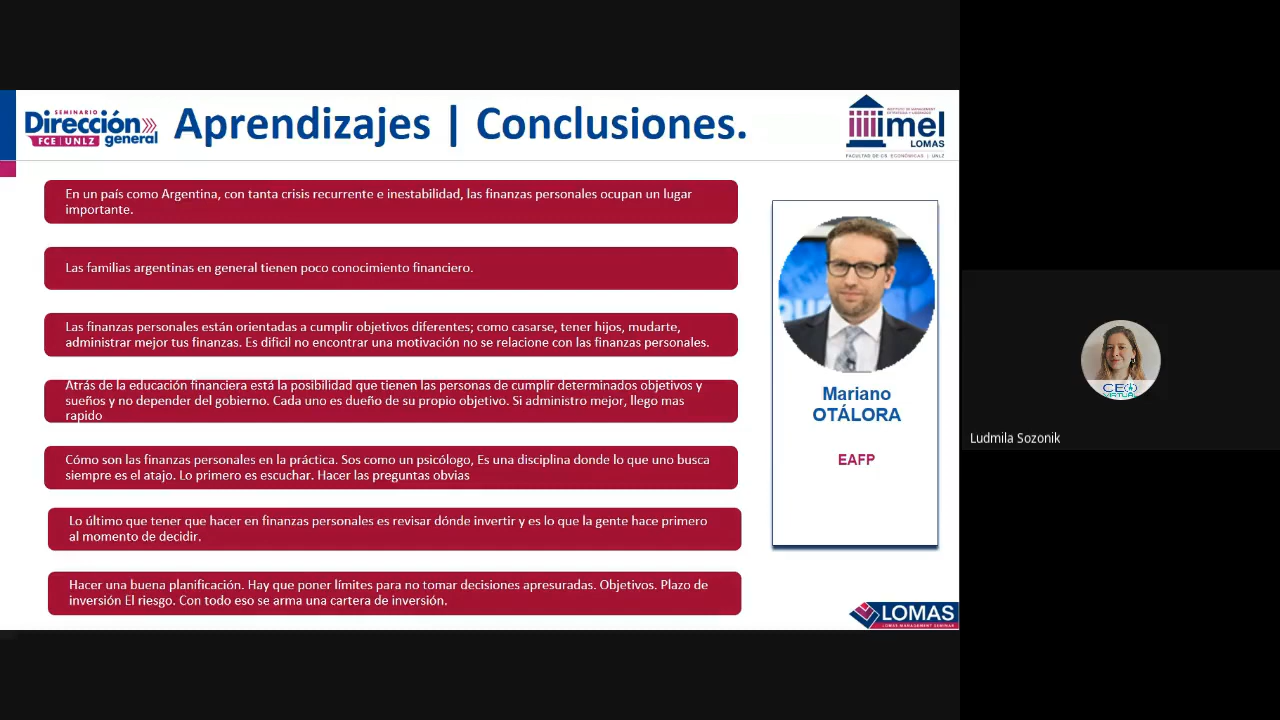 SEMINARIO
Dirección
general
FCE | UNLZ
Aprendizajes | Conclusiones.
INSTITUTO DE MANAGEMENT
ESTRATEGIA Y LIDERAZGO
imel
LOMAS
FACULTAD DE CS. ECONÓMICAS | UNLZ
En un país como Argentina, con tanta crisis recurrente e inestabilidad, las finanzas personales ocupan un lugar
importante.
Las familias argentinas en general tienen poco conocimiento financiero.
Las finanzas personales están orientadas a cumplir objetivos diferentes; como casarse, tener hijos, mudarte,
administrar mejor tus finanzas. Es dificil no encontrar una motivación no se relacione con las finanzas personales.
Atrás de la educación financiera está la posibilidad que tienen las personas de cumplir determinados objetivos y
sueños y no depender del gobierno. Cada uno es dueño de su propio objetivo. Si administro mejor, llego mas
rapido
Cómo son las finanzas personales en la práctica. Sos como un psicólogo, Es una disciplina donde lo que uno busca
siempre es el atajo. Lo primero es escuchar. Hacer las preguntas obvias
Lo último que tener que hacer en finanzas personales es revisar dónde invertir y es lo que la gente hace primero
al momento de decidir.
Hacer una buena planificación. Hay que poner límites para no tomar decisiones apresuradas. Objetivos. Plazo de
inversión El riesgo. Con todo eso se arma una cartera de inversión.
Mariano
OTÁLORA
EAFP
LOMAS
LOMAS MANAGEMENT SEMINAR
CEO
VIRTUAL
Ludmila Sozonik